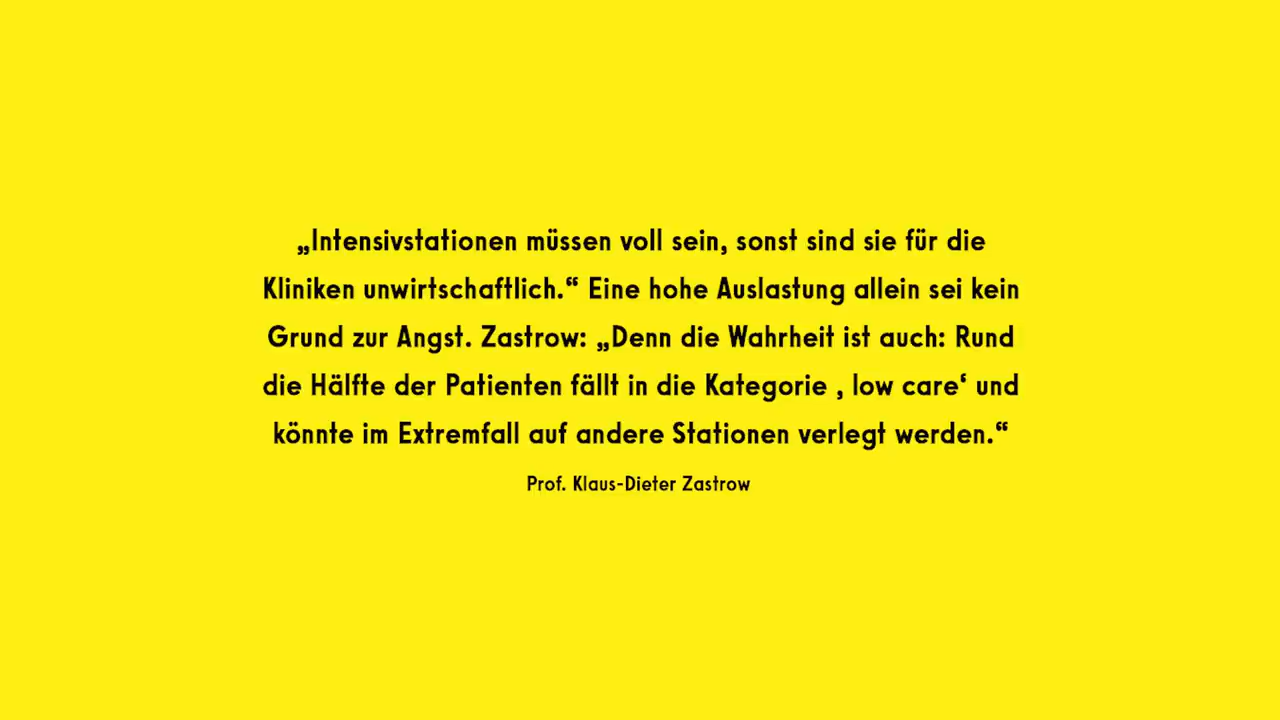 „Intensivstationen müssen voll sein, sonst sind sie für die
Kliniken unwirtschaftlich.“ Eine hohe Auslastung allein sei kein
Grund zur Angst. Zastrow: „Denn die Wahrheit ist auch: Rund
die Hälfte der Patienten fällt in die Kategorie ‚ low care‘ und
könnte im Extremfall auf andere Stationen verlegt werden.“
Prof. Klaus-Dieter Zastrow